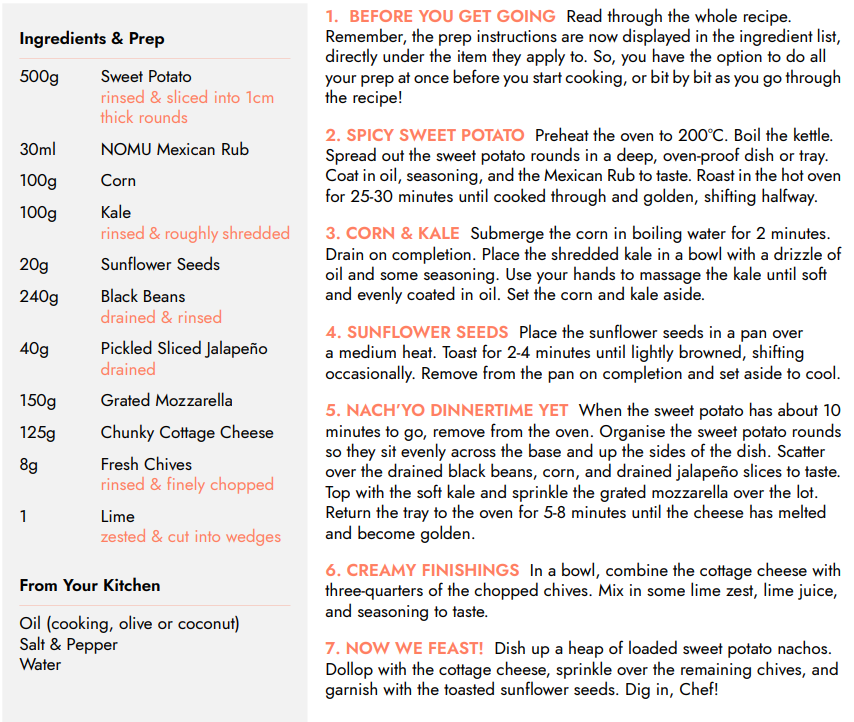 Ingredients & Prep
500g Sweet Potato
rinsed & sliced into 1cm
thick rounds
30ml NOMU Mexican Rub
100g Corn
100g Kale
rinsed & roughly shredded
20g Sunflower Seeds
240g Black Beans
drained & rinsed
40g Pickled Sliced Jalapeño
drained
150g Grated Mozzarella
125g Chunky Cottage Cheese
8g Fresh Chives
rinsed & finely chopped
1 Lime
zested & cut into wedges
From Your Kitchen
Oil (cooking, olive or coconut)
Salt & Pepper
Water
1. BEFORE YOU GET GOING Read through the whole recipe.
Remember, the prep instructions are now displayed in the ingredient list,
directly under the item they apply to. So, you have the option to do all
your prep at once before you start cooking, or bit by bit as you go through
the recipe!
2. SPICY SWEET POTATO Preheat the oven to 200°C. Boil the kettle.
Spread out the sweet potato rounds in a deep, oven-proof dish or tray.
Coat in oil, seasoning, and the Mexican Rub to taste. Roast in the hot oven
for 25-30 minutes until cooked through and golden, shifting halfway.
3. CORN & KALE Submerge the corn in boiling water for 2 minutes.
Drain on completion. Place the shredded kale in a bowl with a drizzle of
oil and some seasoning. Use your hands to massage the kale until soft
and evenly coated in oil. Set the corn and kale aside.
4. SUNFLOWER SEEDS Place the sunflower seeds in a pan over
a medium heat. Toast for 2-4 minutes until lightly browned, shifting
occasionally. Remove from the pan on completion and set aside to cool.
5. NACH’YO DINNERTIME YET When the sweet potato has about 10
minutes to go, remove from the oven. Organise the sweet potato rounds
so they sit evenly across the base and up the sides of the dish. Scatter
over the drained black beans, corn, and drained jalapeño slices to taste.
Top with the soft kale and sprinkle the grated mozzarella over the lot.
Return the tray to the oven for 5-8 minutes until the cheese has melted
and become golden.
6. CREAMY FINISHINGS In a bowl, combine the cottage cheese with
three-quarters of the chopped chives. Mix in some lime zest, lime juice,
and seasoning to taste.
7. NOW WE FEAST! Dish up a heap of loaded sweet potato nachos.
Dollop with the cottage cheese, sprinkle over the remaining chives, and
garnish with the toasted sunflower seeds. Dig in, Chef!